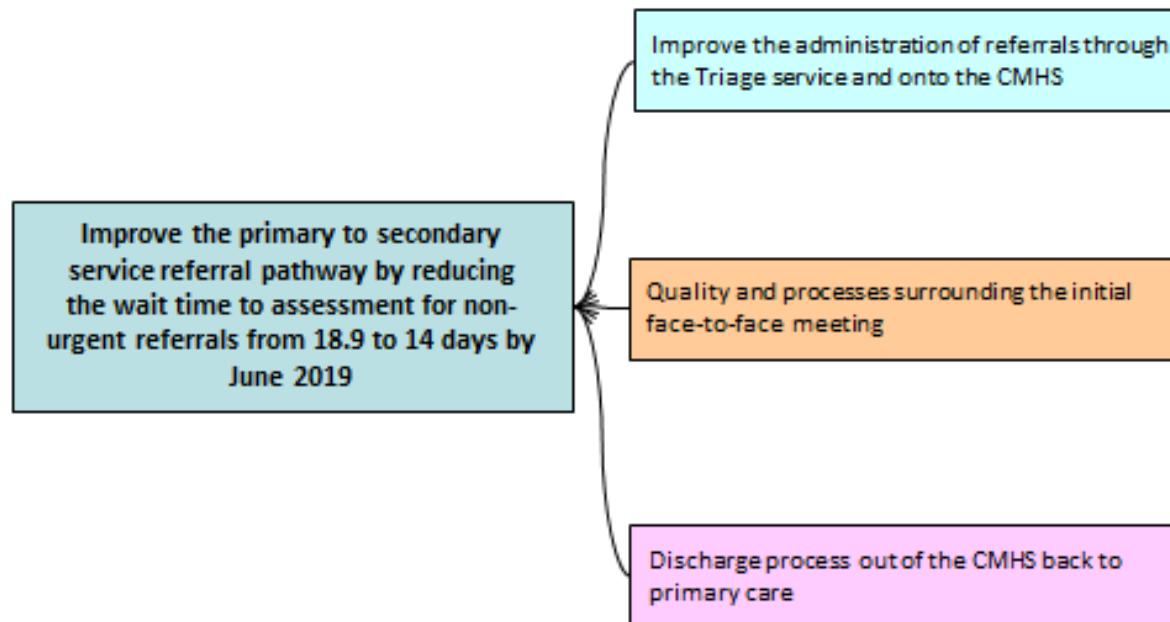 Improve the administration of referrals through
the Triage service and onto the CMHS
Improve the primary to secondary
service referral pathway by reducing
the wait time to assessment for non-
urgent referrals from 18.9 to 14 days by
June 2019
Quality and processes surrounding the initial
face-to-face meeting
Discharge process out of the CMHS back to
primary care